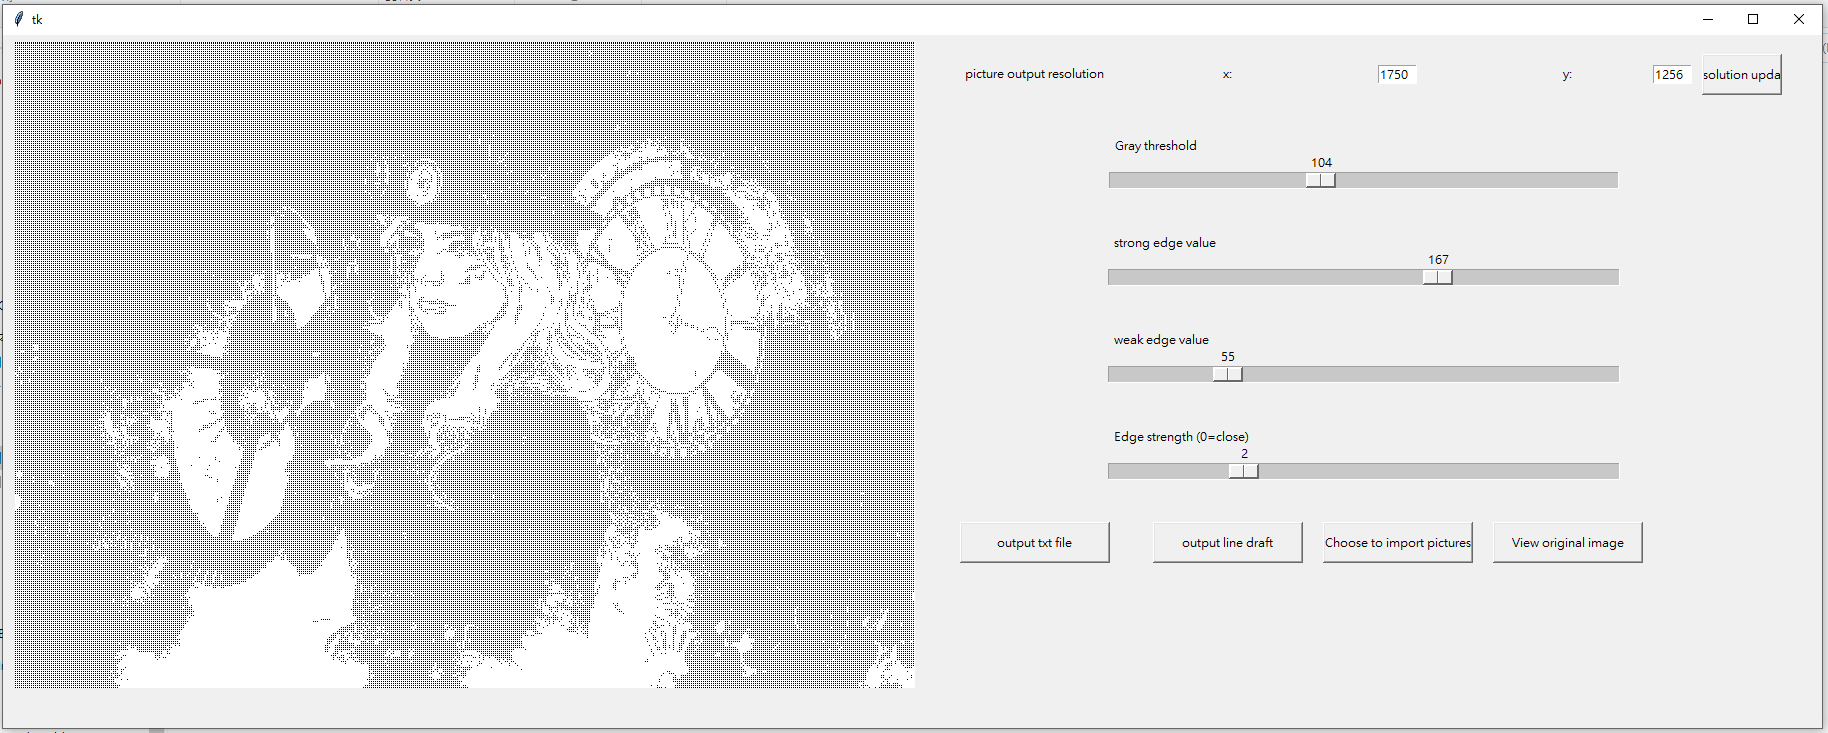 tk
picture output resolution x: 1750 y: 1256 solution upda
Gray threshold
104
strong edge value
167
weak edge value
55
Edge strength (0=close)
2
output txt file output line draft Choose to import pictures View original image